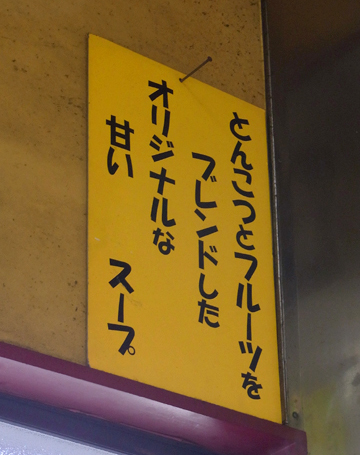 とんこつとフルーツを
ブレンドした
オリジナルな
甘い スープ